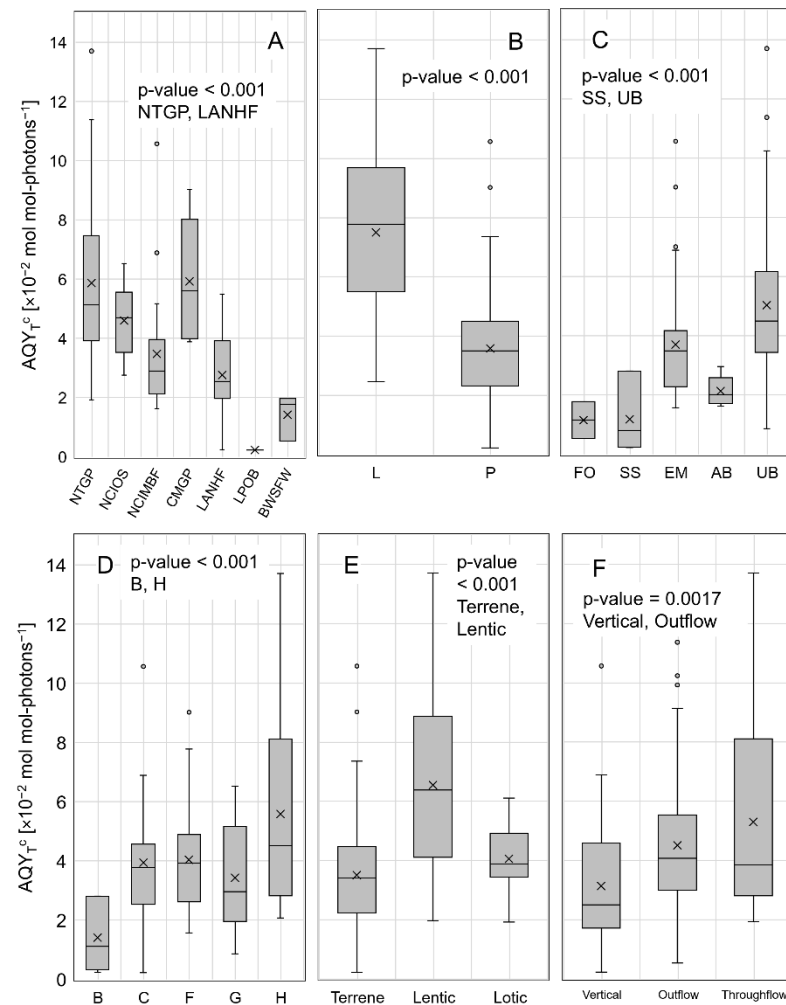 A
p-value < 0.001
NTGP, LANHF
B
p-value < 0.001
C
p-value < 0.001
SS, UB
AQY_T^c [×10⁻² mol mol-photons⁻¹]
14
12
10
8
6
4
2
0
NTGP NCIOS NCIMBF CMGP LANHF LPOB BWSFW
L P
FO SS EM AB UB
D
p-value < 0.001
B, H
E
p-value
< 0.001
Terrene,
Lentic
F
p-value = 0.0017
Vertical, Outflow
AQY_T^c [×10⁻² mol mol-photons⁻¹]
14
12
10
8
6
4
2
0
B C F G H
Terrene Lentic Lotic
Vertical Outflow Throughflow